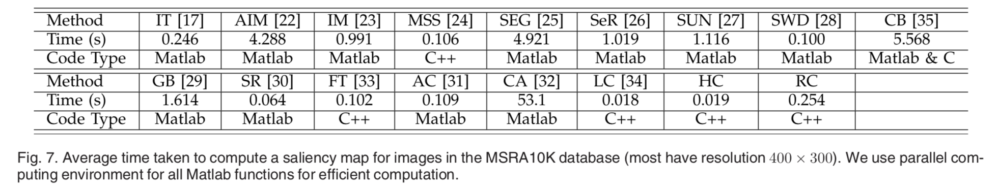 Method IT [17] AIM [22] IM [23] MSS [24] SEG [25] SeR [26] SUN [27] SWD [28] CB [35]
Time (s) 0.246 4.288 0.991 0.106 4.921 1.019 1.116 0.100 5.568
Code Type Matlab Matlab Matlab C++ Matlab Matlab Matlab Matlab Matlab & C
Method GB [29] SR [30] FT [33] AC [31] CA [32] LC [34] HC RC
Time (s) 1.614 0.064 0.102 0.109 53.1 0.018 0.019 0.254
Code Type Matlab Matlab C++ Matlab Matlab C++ C++ C++
Fig. 7. Average time taken to compute a saliency map for images in the MSRA10K database (most have resolution 400 × 300). We use parallel com-
puting environment for all Matlab functions for efficient computation.